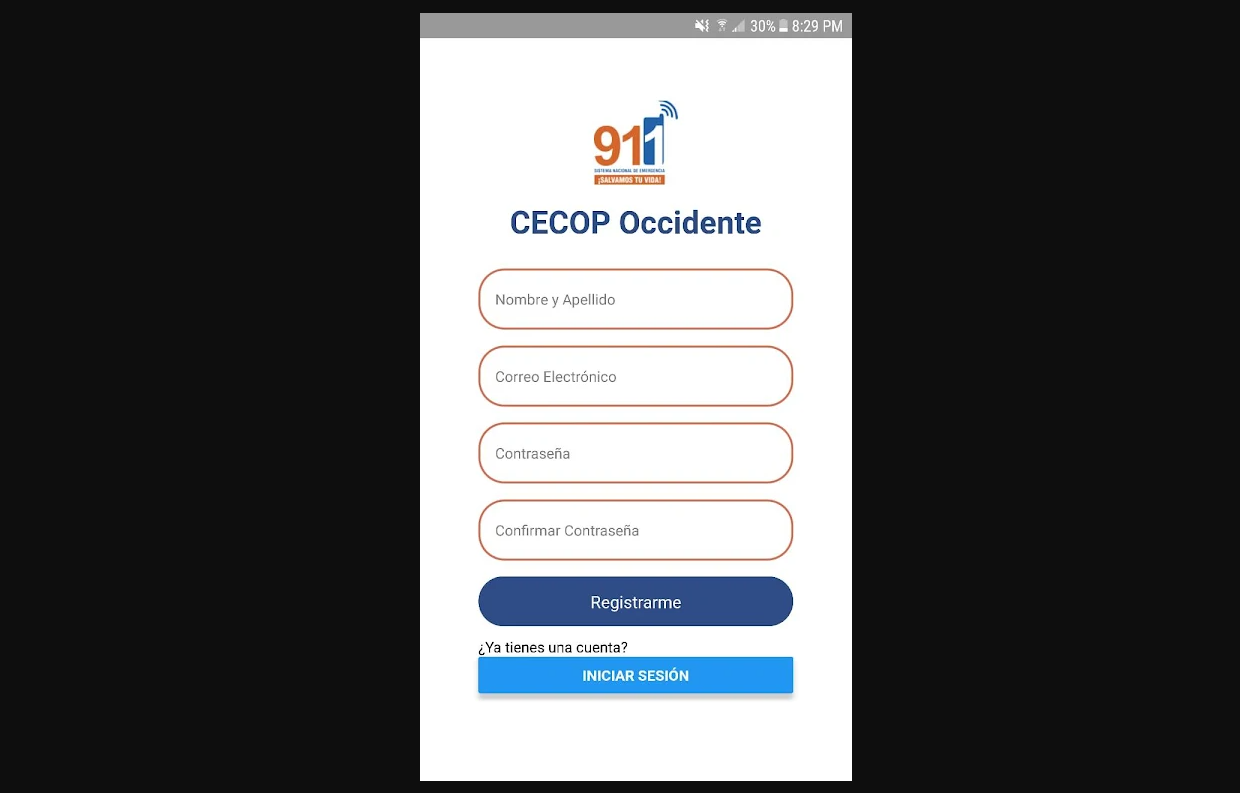 30% 8:29 PM
911
SISTEMA NACIONAL DE EMERGENCIA
¡SALVAMOS TU VIDA!
CECOP Occidente
Nombre y Apellido
Correo Electrónico
Contraseña
Confirmar Contraseña
Registrarme
¿Ya tienes una cuenta?
INICIAR SESIÓN